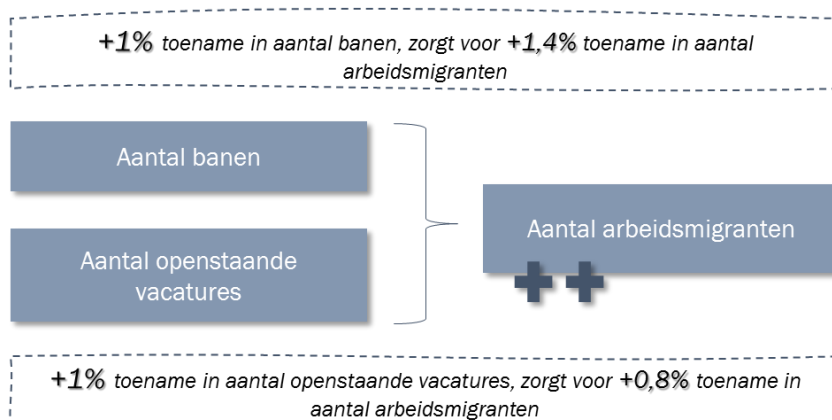 +1% toename in aantal banen, zorgt voor +1,4% toename in aantal
arbeidsmigranten
Aantal banen
Aantal openstaande
vacatures
Aantal arbeidsmigranten
+1% toename in aantal openstaande vacatures, zorgt voor +0,8% toename in
aantal arbeidsmigranten